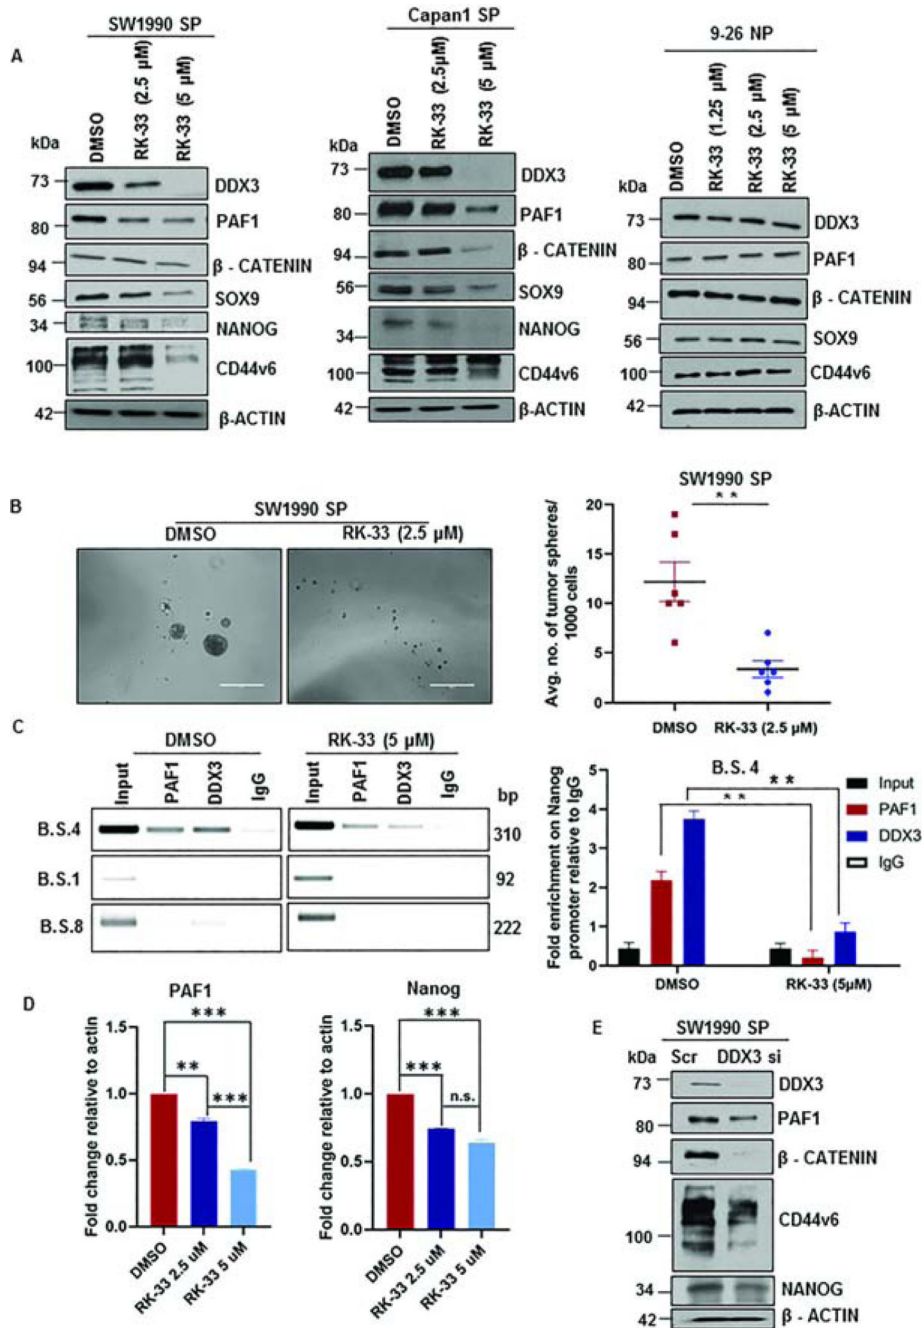 A
SW1990 SP
DMSO
RK-33 (2.5 µM)
RK-33 (5 µM)
kDa
73
DDX3
80
PAF1
94
β - CATENIN
56
SOX9
34
NANOG
100
CD44v6
42
β-ACTIN
Capan1 SP
DMSO
RK-33 (2.5µM)
RK-33 (5 µM)
kDa
73
DDX3
80
PAF1
94
β - CATENIN
56
SOX9
34
NANOG
100
CD44v6
42
β-ACTIN
9-26 NP
DMSO
RK-33 (1.25 µM)
RK-33 (2.5 µM)
RK-33 (5 µM)
kDa
73
DDX3
80
PAF1
94
β - CATENIN
56
SOX9
100
CD44v6
42
β-ACTIN
B
SW1990 SP
DMSO
RK-33 (2.5 µM)
SW1990 SP
* *
Avg. no. of tumor spheres/
1000 cells
20
15
10
5
0
DMSO
RK-33 (2.5 µM)
C
DMSO
RK-33 (5 µM)
Input
PAF1
DDX3
IgG
Input
PAF1
DDX3
IgG
bp
B.S.4
310
B.S.1
92
B.S.8
222
B.S. 4
* *
* *
Fold enrichment on Nanog
promoter relative to IgG
5
4
3
2
1
0
DMSO
RK-33 (5µM)
Input
PAF1
DDX3
IgG
D
PAF1
Fold change relative to actin
1.5
1.0
0.5
0.0
***
**
***
DMSO
RK-33 2.5 uM
RK-33 5 uM
Nanog
Fold change relative to actin
1.5
1.0
0.5
0.0
***
***
n.s.
DMSO
RK-33 2.5 uM
RK-33 5 uM
E
SW1990 SP
kDa
Scr
DDX3 si
73
DDX3
80
PAF1
94
β - CATENIN
100
CD44v6
34
NANOG
42
β - ACTIN